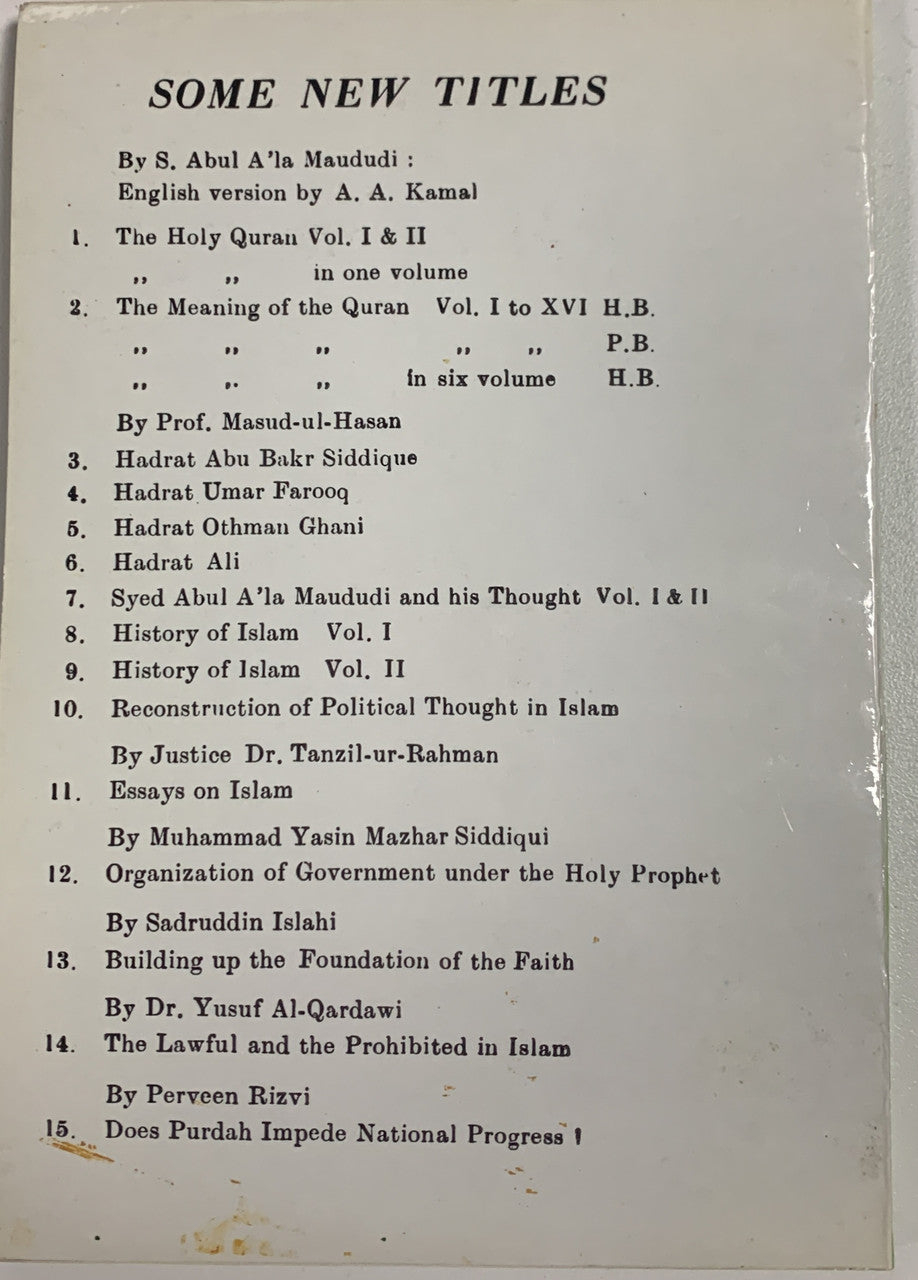 SOME NEW TITLES
By S. Abul A'la Maududi :
English version by A. A. Kamal
1. The Holy Quran Vol. I & II
,, ,, in one volume
2. The Meaning of the Quran Vol. I to XVI H.B.
,, ,, ,, ,, ,, P.B.
,, ,, ,, in six volume H.B.
By Prof. Masud-ul-Hasan
3. Hadrat Abu Bakr Siddique
4. Hadrat Umar Farooq
5. Hadrat Othman Ghani
6. Hadrat Ali
7. Syed Abul A'la Maududi and his Thought Vol. I & II
8. History of Islam Vol. I
9. History of Islam Vol. II
10. Reconstruction of Political Thought in Islam
By Justice Dr. Tanzil-ur-Rahman
11. Essays on Islam
By Muhammad Yasin Mazhar Siddiqui
12. Organization of Government under the Holy Prophet
By Sadruddin Islahi
13. Building up the Foundation of the Faith
By Dr. Yusuf Al-Qardawi
14. The Lawful and the Prohibited in Islam
By Perveen Rizvi
15. Does Purdah Impede National Progress !